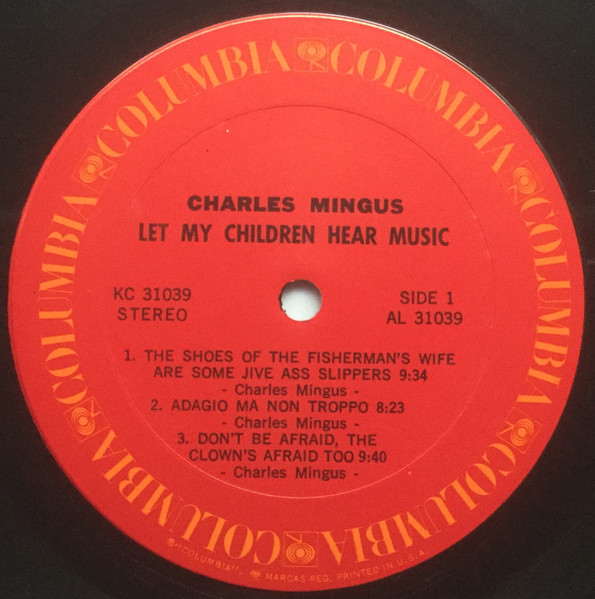 COLUMBIA COLUMBIA COLUMBIA COLUMBIA COLUMBIA COLUMBIA
CHARLES MINGUS
LET MY CHILDREN HEAR MUSIC
KC 31039
STEREO
SIDE 1
AL 31039
1. THE SHOES OF THE FISHERMAN'S WIFE
ARE SOME JIVE ASS SLIPPERS 9:34
- Charles Mingus -
2. ADAGIO MA NON TROPPO 8:23
- Charles Mingus -
3. DON'T BE AFRAID, THE
CLOWN'S AFRAID TOO 9:40
- Charles Mingus -
®"COLUMBIA", MARCAS REG. PRINTED IN U.S.A.